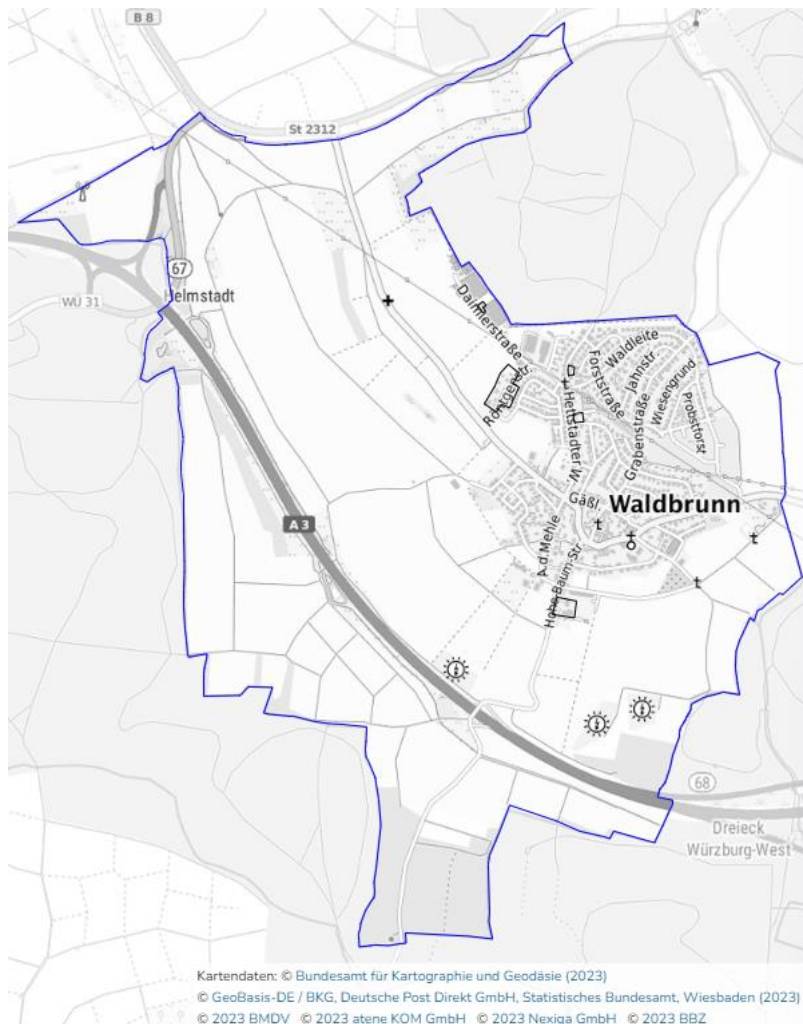 B 8
St 2312
67
WÜ 31
Helmstadt
Daimlerstraße
Röntgenstr.
Waldleite
Forststraße
Jahnstr.
Wiesengrund
Hettstädter W.
Grabenstraße
Probstforst
Gäßl.
Waldbrunn
A 3
A.d.Mehle
Hohe-Baum-Str.
68
Dreieck
Würzburg-West
Kartendaten: © Bundesamt für Kartographie und Geodäsie (2023)
© GeoBasis-DE / BKG, Deutsche Post Direkt GmbH, Statistisches Bundesamt, Wiesbaden (2023)
© 2023 BMDV © 2023 atene KOM GmbH © 2023 Nexiga GmbH © 2023 BBZ